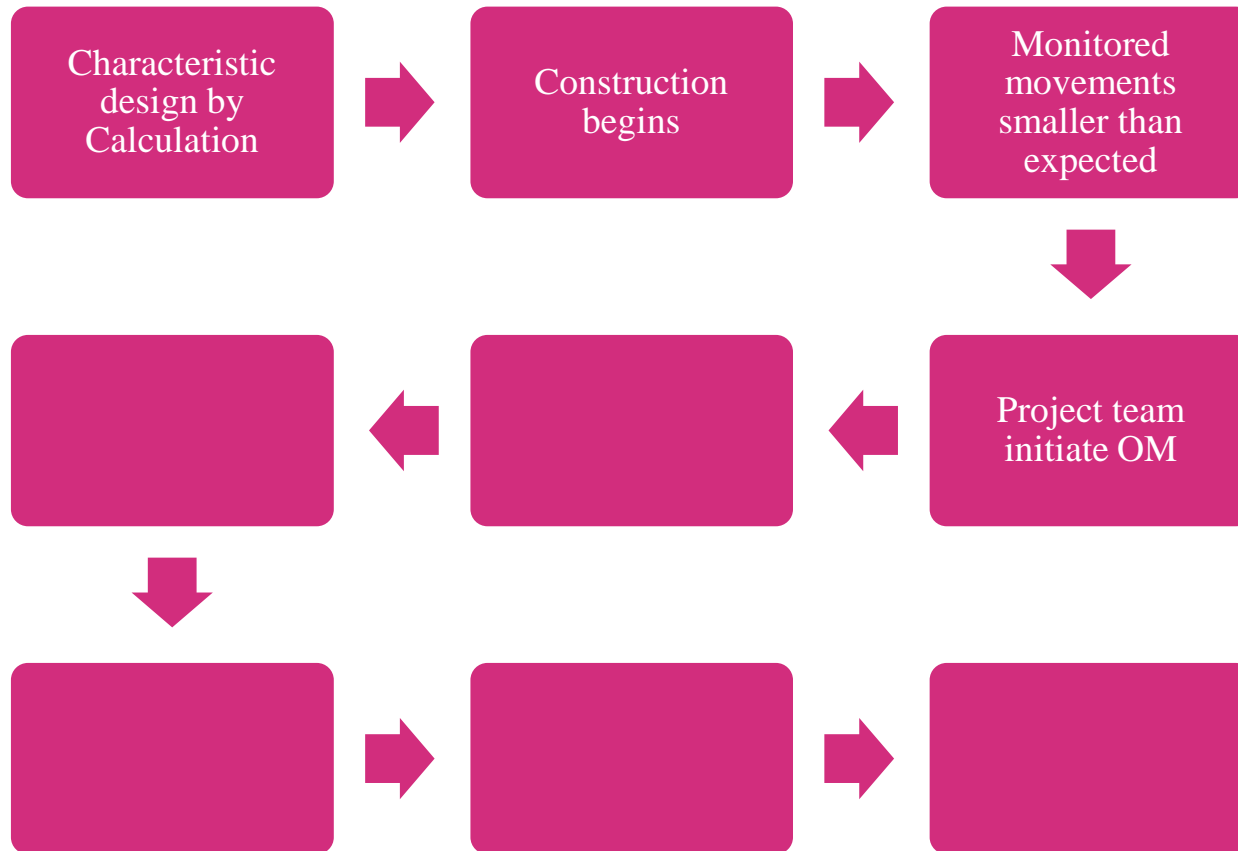 Characteristic
design by
Calculation
Construction
begins
Monitored
movements
smaller than
expected
Project team
initiate OM